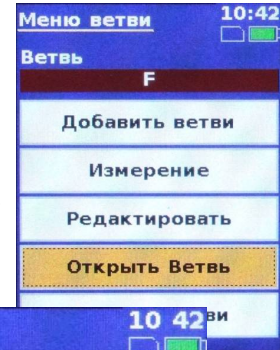 Меню ветви 10:42
Ветвь
F
Добавить ветви
Измерение
Редактировать
Открыть Ветвь
10 42